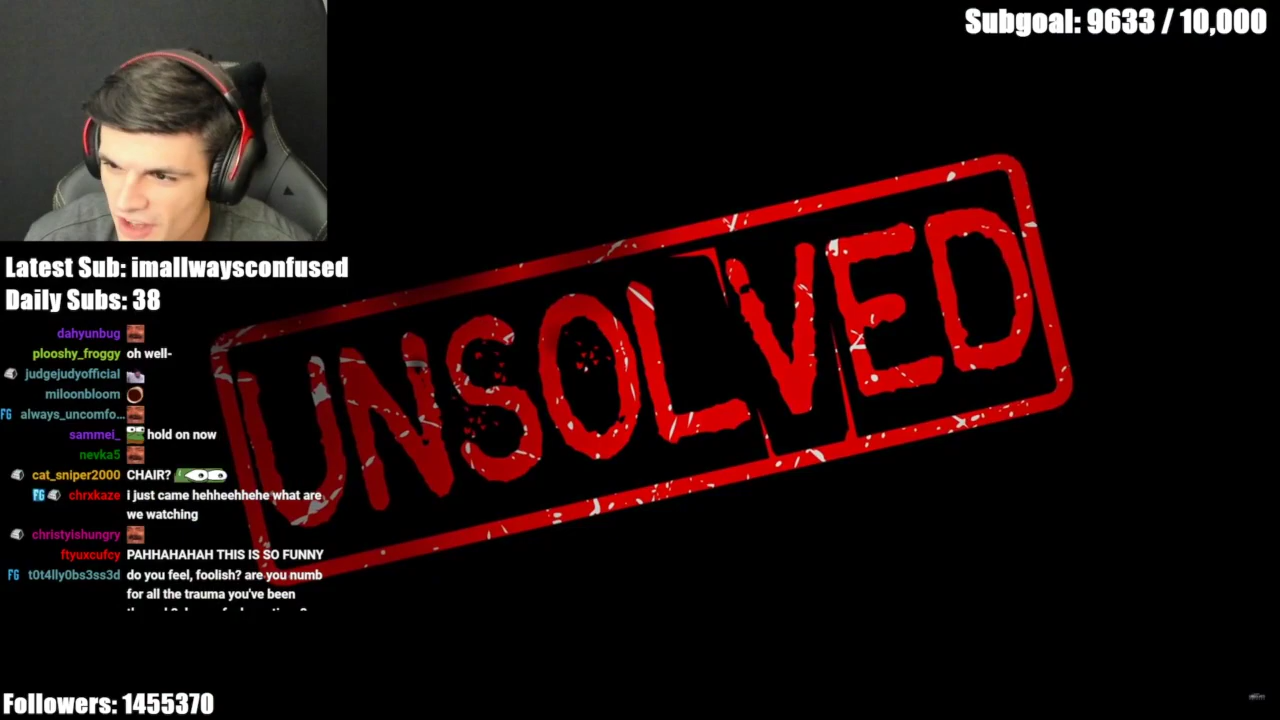 Subgoal: 9633 / 10,000
UNSOLVED
Latest Sub: imallwaysconfused
Daily Subs: 38
dahyunbug
plooshy_froggy oh well-
judgejudyofficial
miloonbloom
FG always_uncomfo...
sammei_ hold on now
nevka5
cat_sniper2000 CHAIR?
FG chrxkaze i just came hehheehhehe what are
we watching
christyishungry
ftyuxcufcy PAHHAHAHAH THIS IS SO FUNNY
FG t0t4lly0bs3ss3d do you feel, foolish? are you numb
for all the trauma you've been
Followers: 1455370